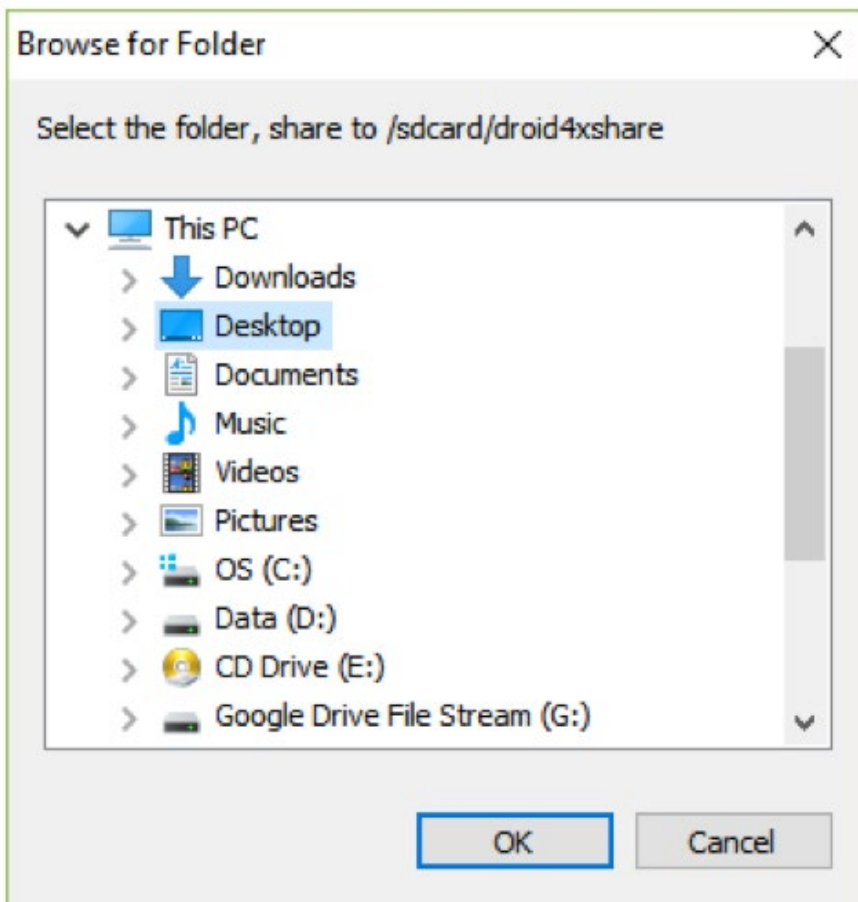 Browse for Folder
Select the folder, share to /sdcard/droid4xshare
This PC
Downloads
Desktop
Documents
Music
Videos
Pictures
OS (C:)
Data (D:)
CD Drive (E:)
Google Drive File Stream (G:)
OK
Cancel